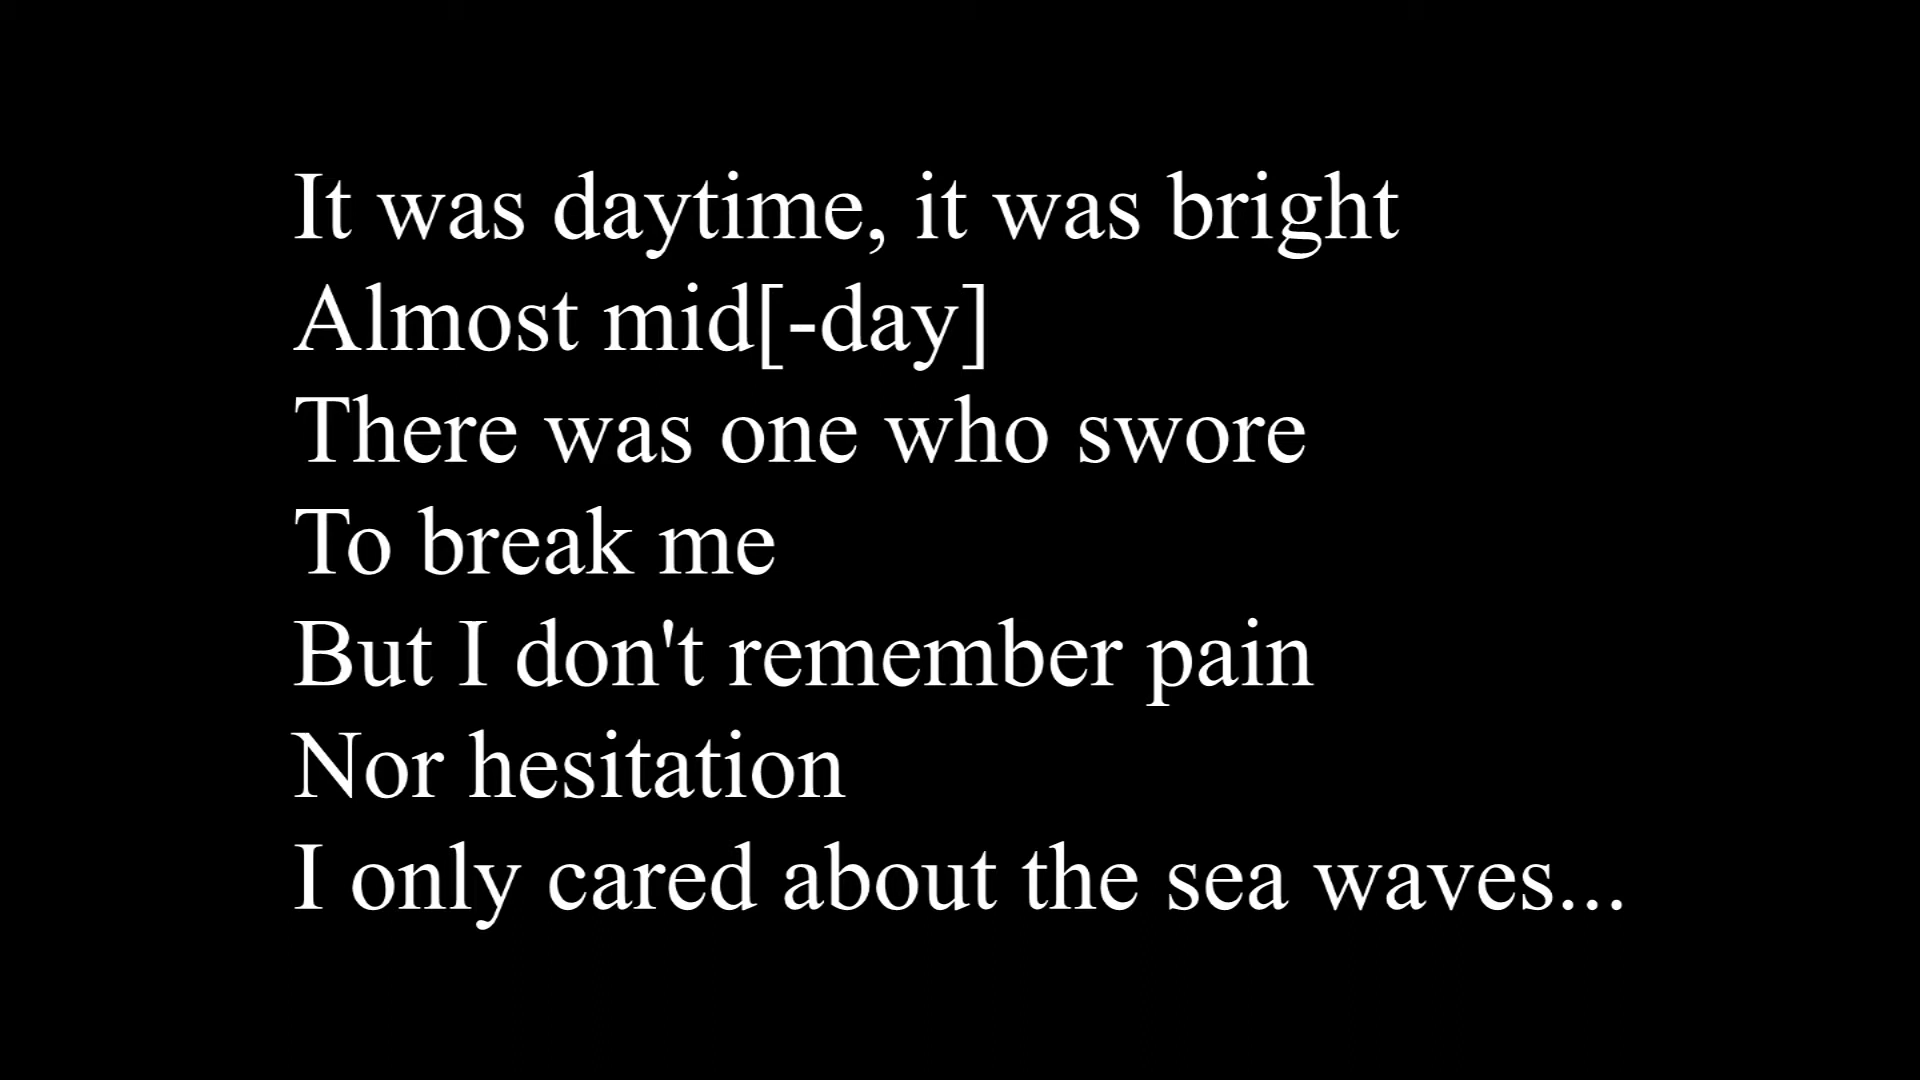 It was daytime, it was bright
Almost mid[-day]
There was one who swore
To break me
But I don't remember pain
Nor hesitation
I only cared about the sea waves...